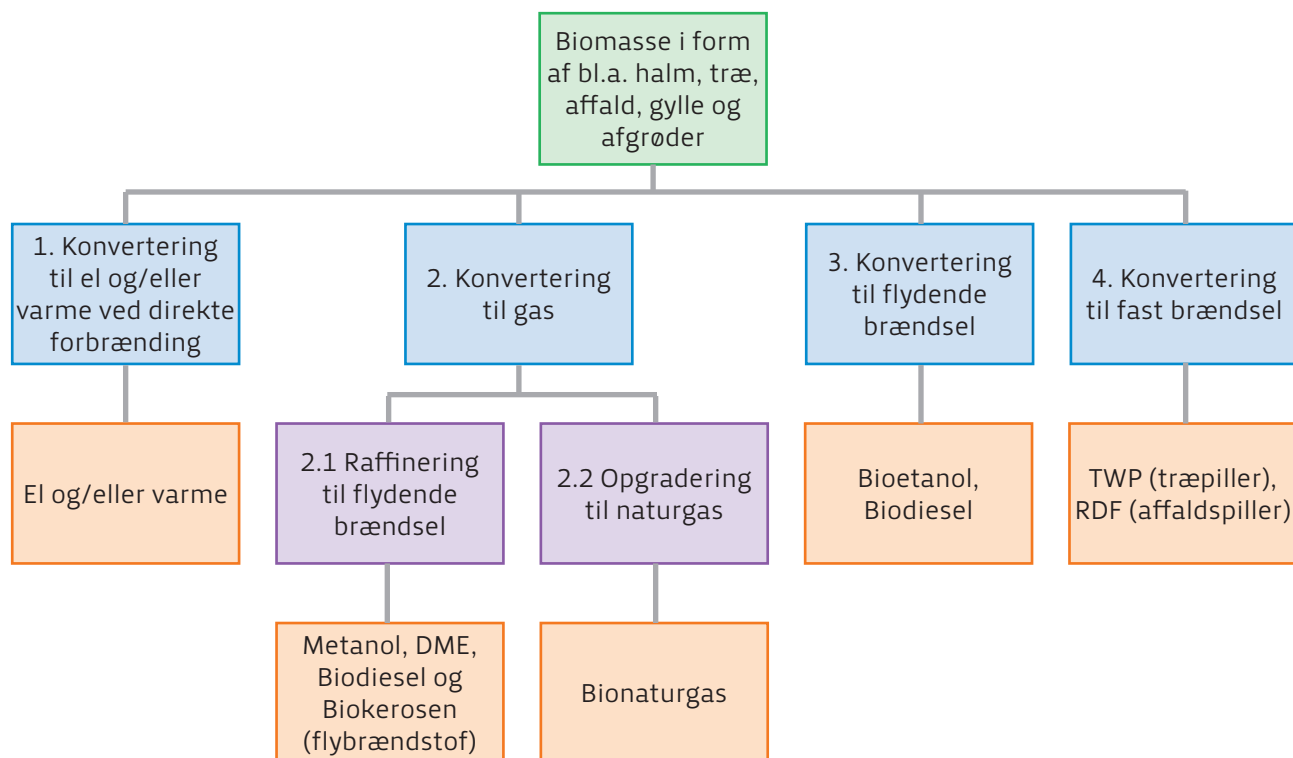 Biomasse i form
af bl.a. halm, træ,
affald, gylle og
afgrøder
1. Konvertering
til el og/eller
varme ved direkte
forbrænding
2. Konvertering
til gas
3. Konvertering
til flydende
brændsel
4. Konvertering
til fast brændsel
El og/eller varme
2.1 Raffinering
til flydende
brændsel
2.2 Opgradering
til naturgas
Bioetanol,
Biodiesel
TWP (træpiller),
RDF (affaldspiller)
Metanol, DME,
Biodiesel og
Biokerosen
(flybrændstof)
Bionaturgas